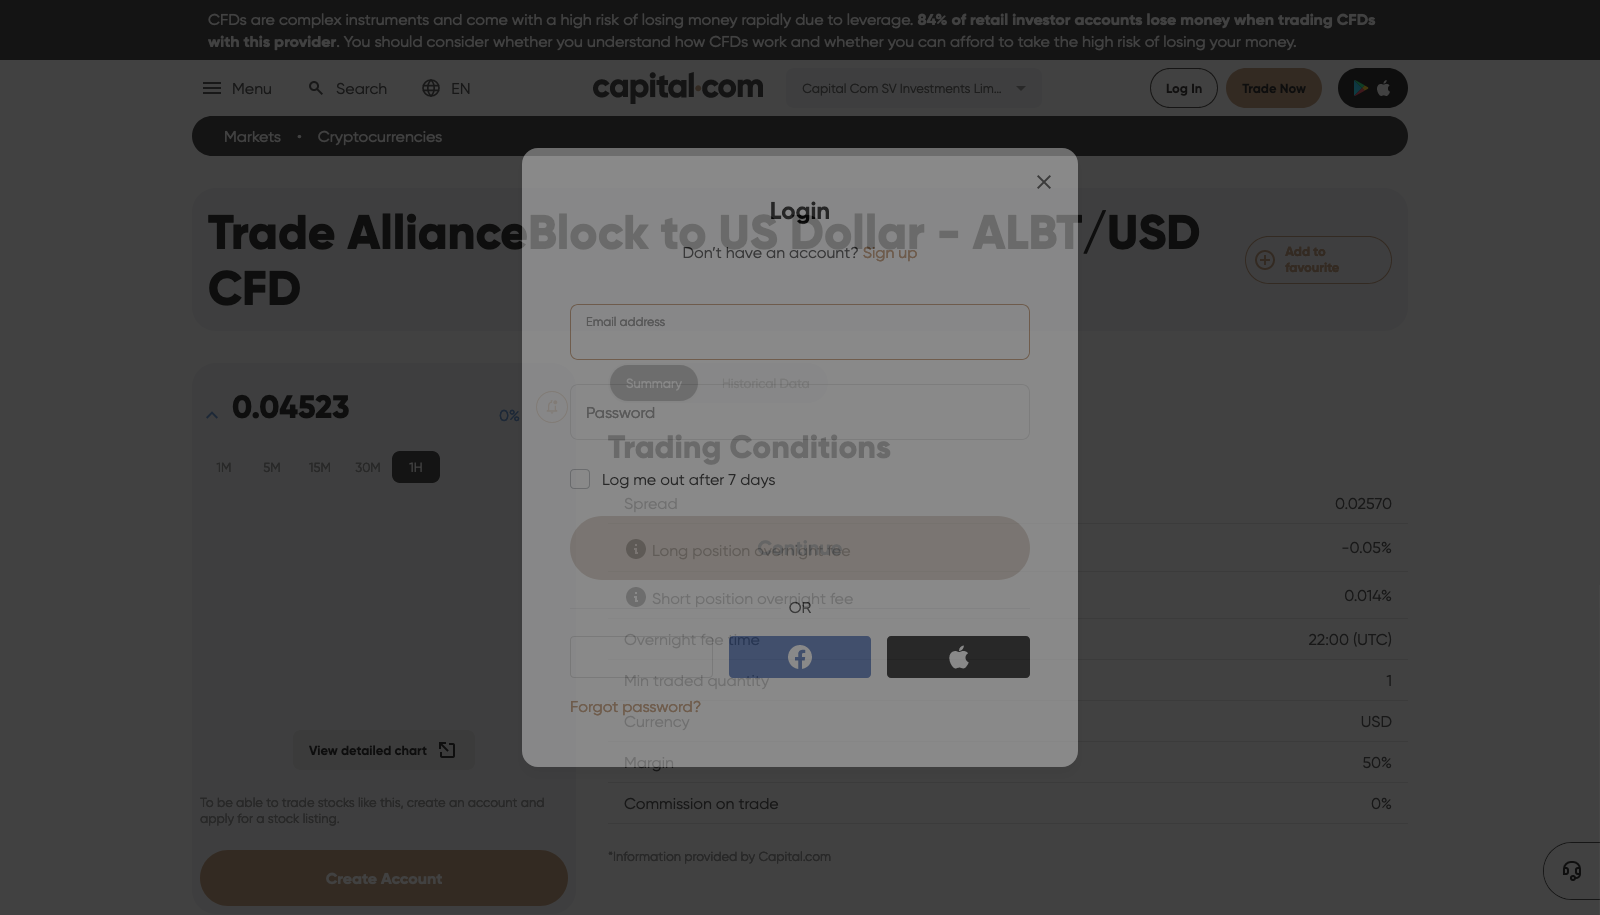 CFDs are complex instruments and come with a high risk of losing money rapidly due to leverage. 84% of retail investor accounts lose money when trading CFDs
with this provider. You should consider whether you understand how CFDs work and whether you can afford to take the high risk of losing your money.
Menu Search EN capital.com Capital Com SV Investments Lim... Log In Trade Now
Markets • Cryptocurrencies
Login
Trade AllianceBlock to US Dollar - ALBT/USD
CFD
Add to
favourite
Don't have an account? Sign up
Email address
Summary Historical Data
0.04523 0%
Password
Trading Conditions
1M 5M 15M 30M 1H
Log me out after 7 days
Spread 0.02570
Continue
Long position overnight fee -0.05%
Short position overnight fee 0.014%
OR
Overnight fee time 22:00 (UTC)
Min traded quantity 1
Forgot password?
Currency USD
View detailed chart
Margin 50%
Commission on trade 0%
To be able to trade stocks like this, create an account and
apply for a stock listing.
*Information provided by Capital.com
Create Account